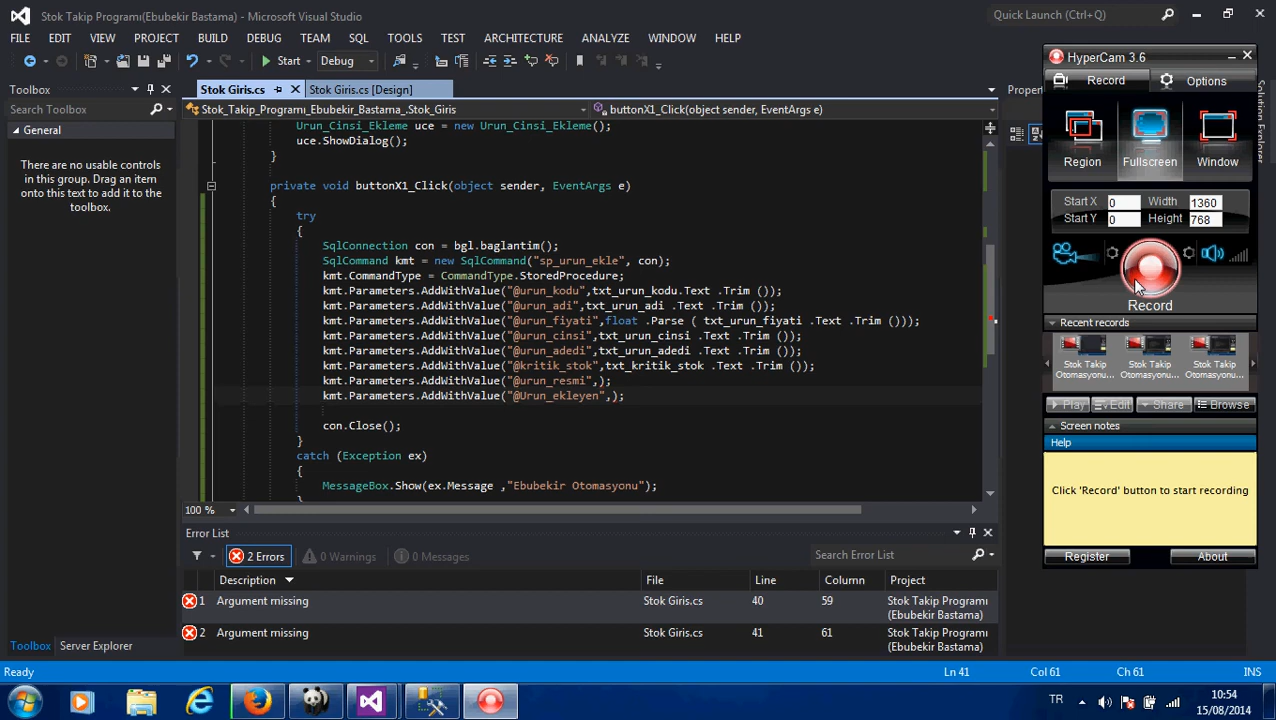 Stok Takip Programı(Ebubekir Bastama) - Microsoft Visual Studio
Quick Launch (Ctrl+Q)
FILE EDIT VIEW PROJECT BUILD DEBUG TEAM SQL TOOLS TEST ARCHITECTURE ANALYZE WINDOW HELP
Start Debug
Toolbox
Search Toolbox
General
There are no usable controls
in this group. Drag an item
onto this text to add it to the
toolbox.
Toolbox Server Explorer
Stok Giris.cs
Stok Giris.cs [Design]
Stok_Takip_Programı_Ebubekir_Bastama_.Stok_Giris
buttonX1_Click(object sender, EventArgs e)
Urun_Cinsi_Ekleme uce = new Urun_Cinsi_Ekleme();
uce.ShowDialog();
}
private void buttonX1_Click(object sender, EventArgs e)
{
try
{
SqlConnection con = bgl.baglantim();
SqlCommand kmt = new SqlCommand("sp_urun_ekle", con);
kmt.CommandType = CommandType.StoredProcedure;
kmt.Parameters.AddWithValue("@urun_kodu",txt_urun_kodu.Text .Trim ());
kmt.Parameters.AddWithValue("@urun_adi",txt_urun_adi .Text .Trim ());
kmt.Parameters.AddWithValue("@urun_fiyati",float .Parse ( txt_urun_fiyati .Text .Trim ()));
kmt.Parameters.AddWithValue("@urun_cinsi",txt_urun_cinsi .Text .Trim ());
kmt.Parameters.AddWithValue("@urun_adedi",txt_urun_adedi .Text .Trim ());
kmt.Parameters.AddWithValue("@kritik_stok",txt_kritik_stok .Text .Trim ());
kmt.Parameters.AddWithValue("@urun_resmi",);
kmt.Parameters.AddWithValue("@Urun_ekleyen",);
con.Close();
}
catch (Exception ex)
{
MessageBox.Show(ex.Message ,"Ebubekir Otomasyonu");
100 %
Error List
2 Errors 0 Warnings 0 Messages
Search Error List
Description File Line Column Project
1 Argument missing Stok Giris.cs 40 59 Stok Takip Programı
(Ebubekir Bastama)
2 Argument missing Stok Giris.cs 41 61 Stok Takip Programı
(Ebubekir Bastama)
Ready
Ln 41 Col 61 Ch 61 INS
Propert
Solution Explorer
HyperCam 3.6
Record
Options
Region Fullscreen Window
Start X 0 Width 1360
Start Y 0 Height 768
Record
Recent records
Stok Takip Stok Takip Stok Takip
Otomasyonu... Otomasyonu... Otomasyonu...
Play Edit Share Browse
Screen notes
Help
Click 'Record' button to start recording
Register About
TR
10:54
15/08/2014